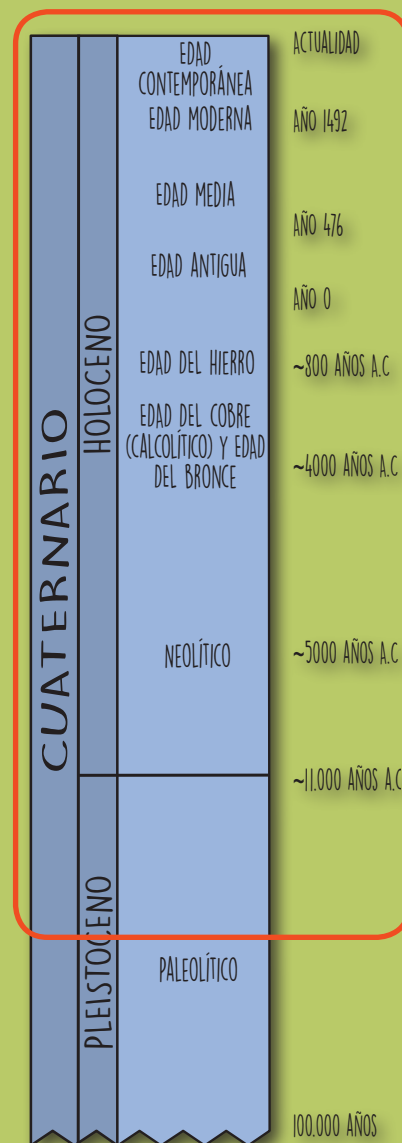 CUATERNARIO
HOLOCENO
PLEISTOCENO
EDAD
CONTEMPORÁNEA
EDAD MODERNA
EDAD MEDIA
EDAD ANTIGUA
EDAD DEL HIERRO
EDAD DEL COBRE
(CALCOLÍTICO) Y EDAD
DEL BRONCE
NEOLÍTICO
PALEOLÍTICO
ACTUALIDAD
AÑO 1492
AÑO 476
AÑO 0
~800 AÑOS A.C
~4000 AÑOS A.C
~5000 AÑOS A.C
~11.000 AÑOS A.C
100.000 AÑOS